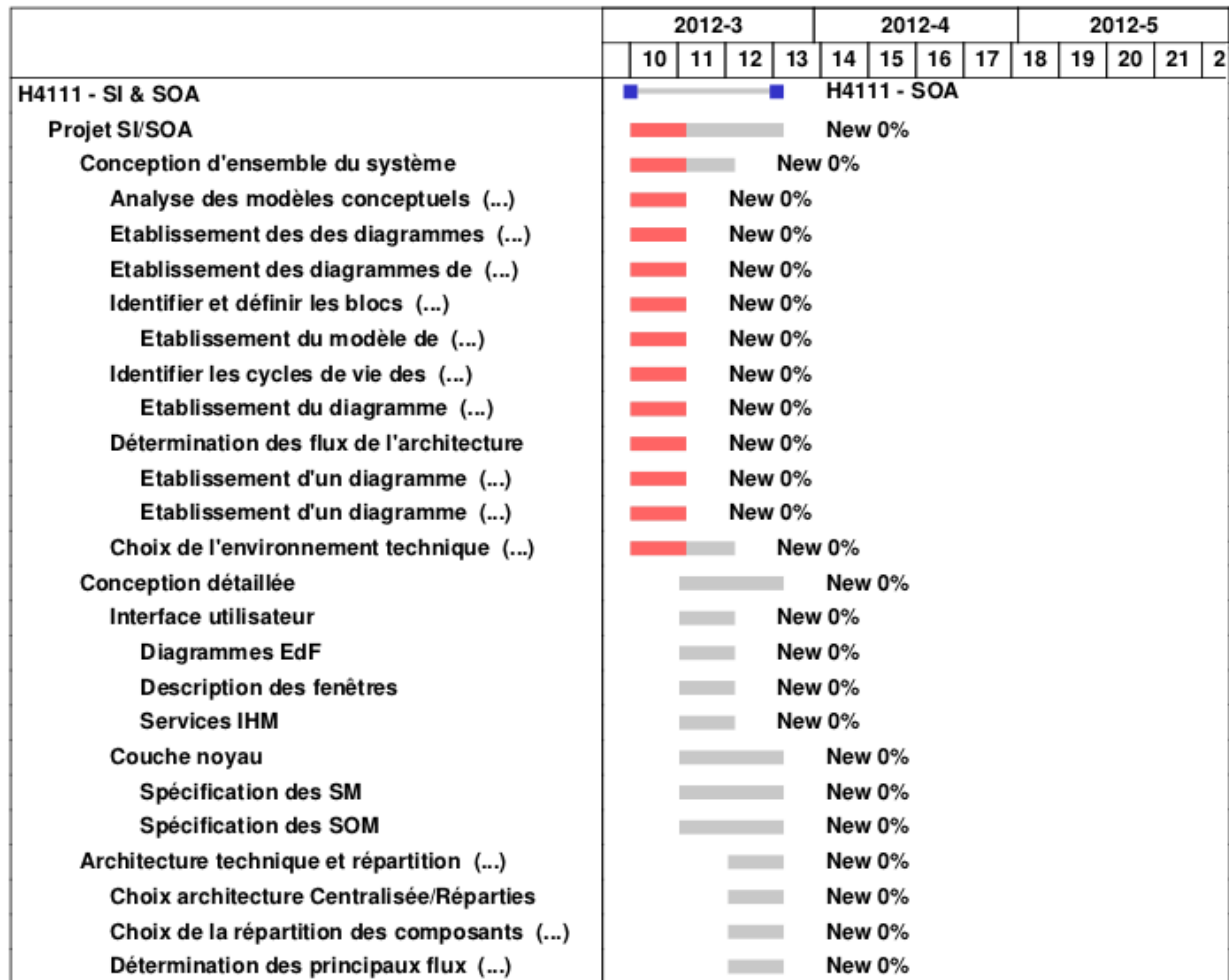 2012-3 2012-4 2012-5
10 11 12 13 14 15 16 17 18 19 20 21 2
H4111 - SI & SOA H4111 - SOA
Projet SI/SOA New 0%
Conception d'ensemble du système New 0%
Analyse des modèles conceptuels (...) New 0%
Etablissement des des diagrammes (...) New 0%
Etablissement des diagrammes de (...) New 0%
Identifier et définir les blocs (...) New 0%
Etablissement du modèle de (...) New 0%
Identifier les cycles de vie des (...) New 0%
Etablissement du diagramme (...) New 0%
Détermination des flux de l'architecture New 0%
Etablissement d'un diagramme (...) New 0%
Etablissement d'un diagramme (...) New 0%
Choix de l'environnement technique (...) New 0%
Conception détaillée New 0%
Interface utilisateur New 0%
Diagrammes EdF New 0%
Description des fenêtres New 0%
Services IHM New 0%
Couche noyau New 0%
Spécification des SM New 0%
Spécification des SOM New 0%
Architecture technique et répartition (...) New 0%
Choix architecture Centralisée/Réparties New 0%
Choix de la répartition des composants (...) New 0%
Détermination des principaux flux (...) New 0%